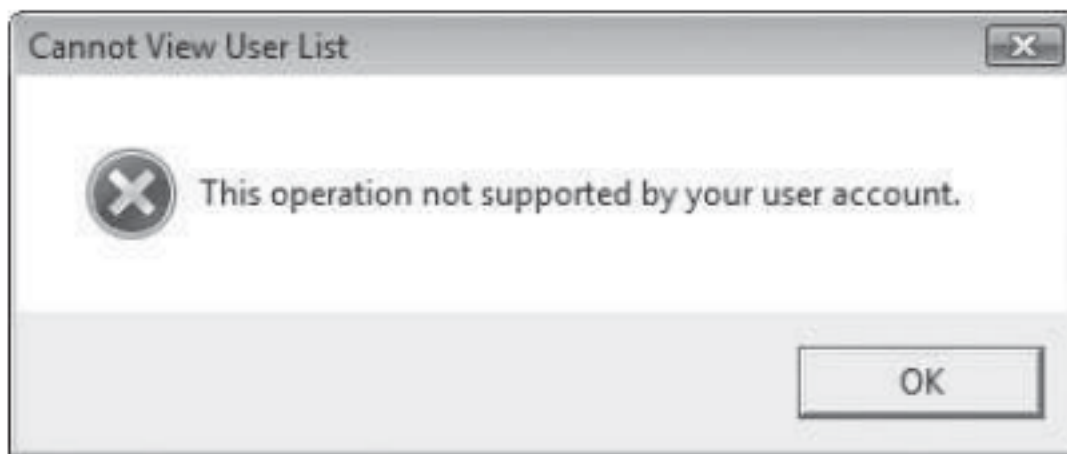 Cannot View User List
This operation not supported by your user account.
OK